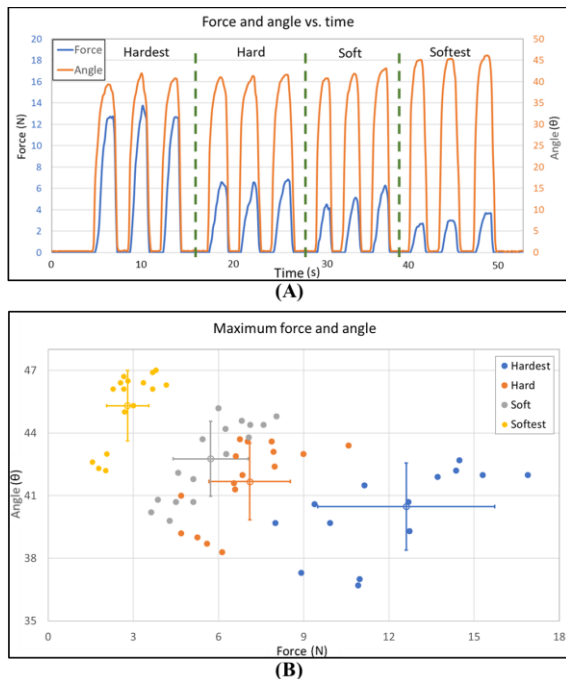 Force and angle vs. time
20
18
16
14
12
10
8
6
4
2
0
Force (N)
Force
Angle
Hardest
Hard
Soft
Softest
50
45
40
35
30
25
20
15
10
5
0
Angle(θ)
0
10
20
30
40
50
Time (s)
(A)
Maximum force and angle
47
44
41
38
35
Angle (θ)
Hardest
Hard
Soft
Softest
0
3
6
9
12
15
18
Force (N)
(B)